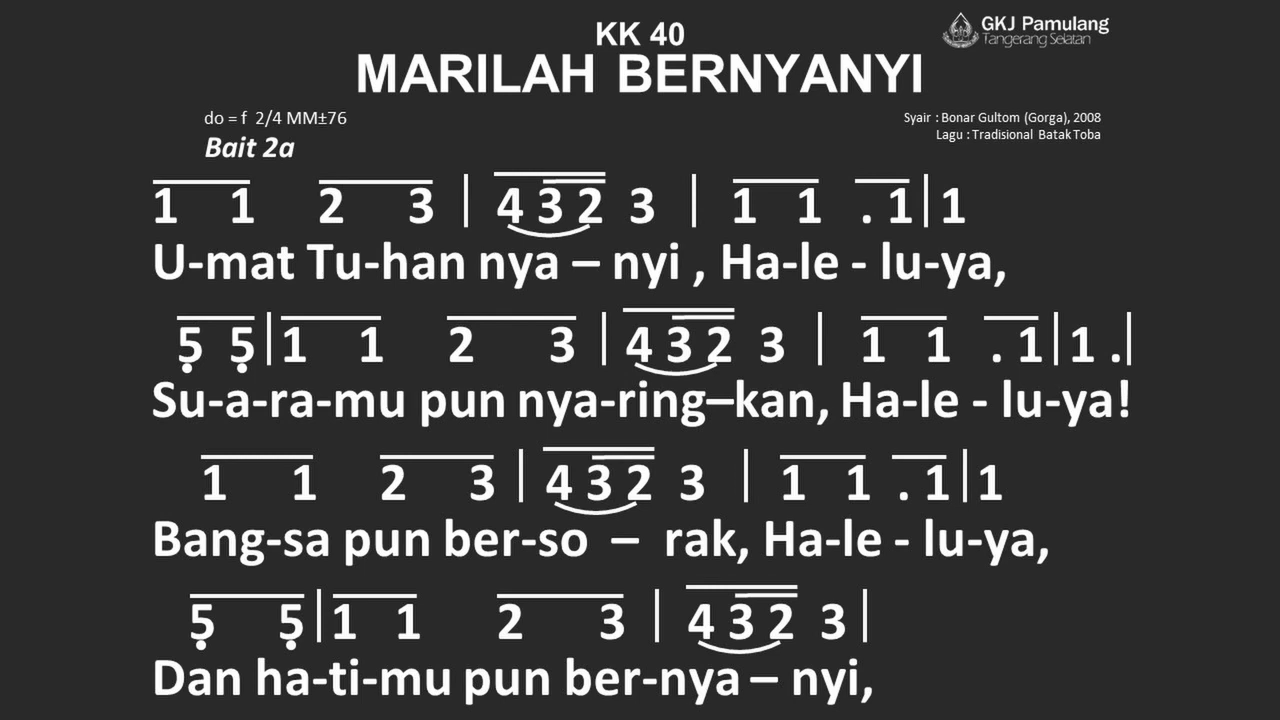 KK 40
GKJ Pamulang
Tangerang Selatan
MARILAH BERNYANYI
do = f 2/4 MM±76
Syair : Bonar Gultom (Gorga), 2008
Bait 2a
Lagu : Tradisional Batak Toba
1 1 2 3 | 4 3 2 3 | 1 1 . 1 | 1
U-mat Tu-han nya – nyi , Ha-le - lu-ya,
5̣ 5̣ | 1 1 2 3 | 4 3 2 3 | 1 1 . 1 | 1 . |
Su-a-ra-mu pun nya-ring–kan, Ha-le - lu-ya!
1 1 2 3 | 4 3 2 3 | 1 1 . 1 | 1
Bang-sa pun ber-so – rak, Ha-le - lu-ya,
5̣ 5̣ | 1 1 2 3 | 4 3 2 3 |
Dan ha-ti-mu pun ber-nya – nyi,